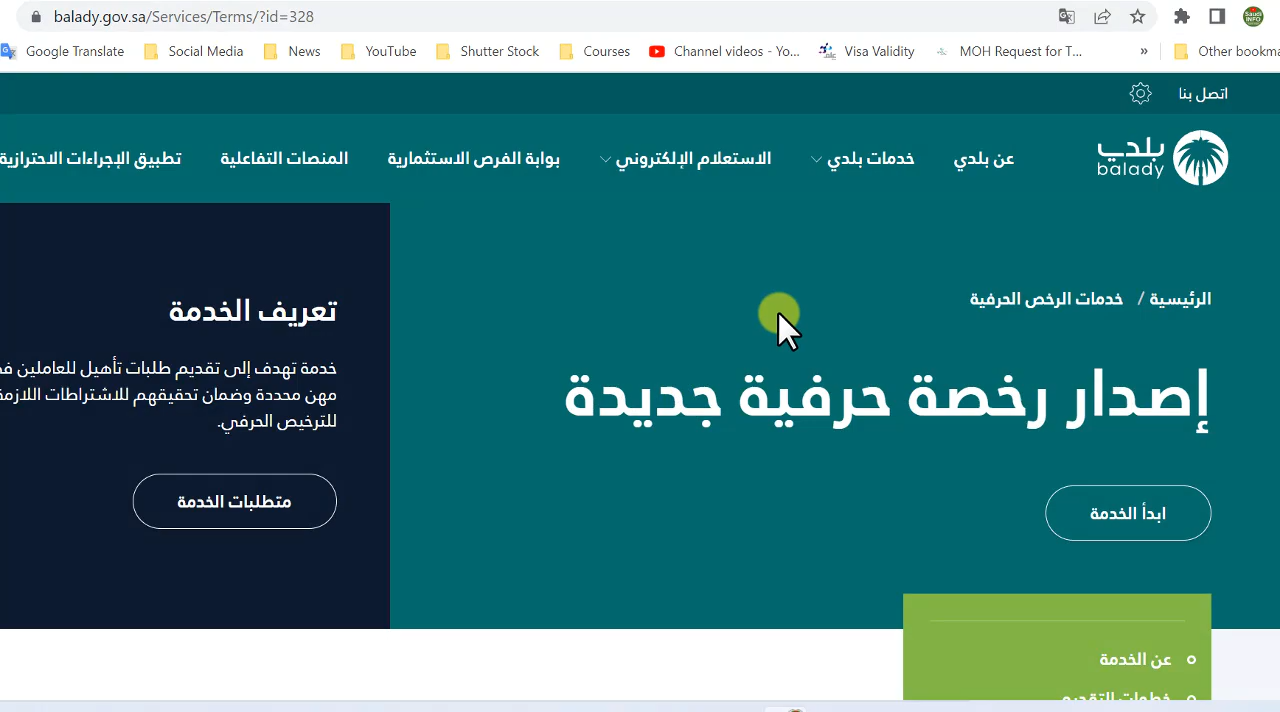 balady.gov.sa/Services/Terms/?id=328
Google Translate Social Media News YouTube Shutter Stock Courses Channel videos - Yo... Visa Validity MOH Request for T... » Other bookma
اتصل بنا
بلدي
balady
عن بلدي خدمات بلدي الاستعلام الإلكتروني بوابة الفرص الاستثمارية المنصات التفاعلية تطبيق الإجراءات الاحترازية
الرئيسية / خدمات الرخص الحرفية
إصدار رخصة حرفية جديدة
ابدأ الخدمة
تعريف الخدمة
خدمة تهدف إلى تقديم طلبات تأهيل للعاملين
مهن محددة وضمان تحقيقهم للاشتراطات اللازمة
للترخيص الحرفي.
متطلبات الخدمة
عن الخدمة
خطوات التقديم